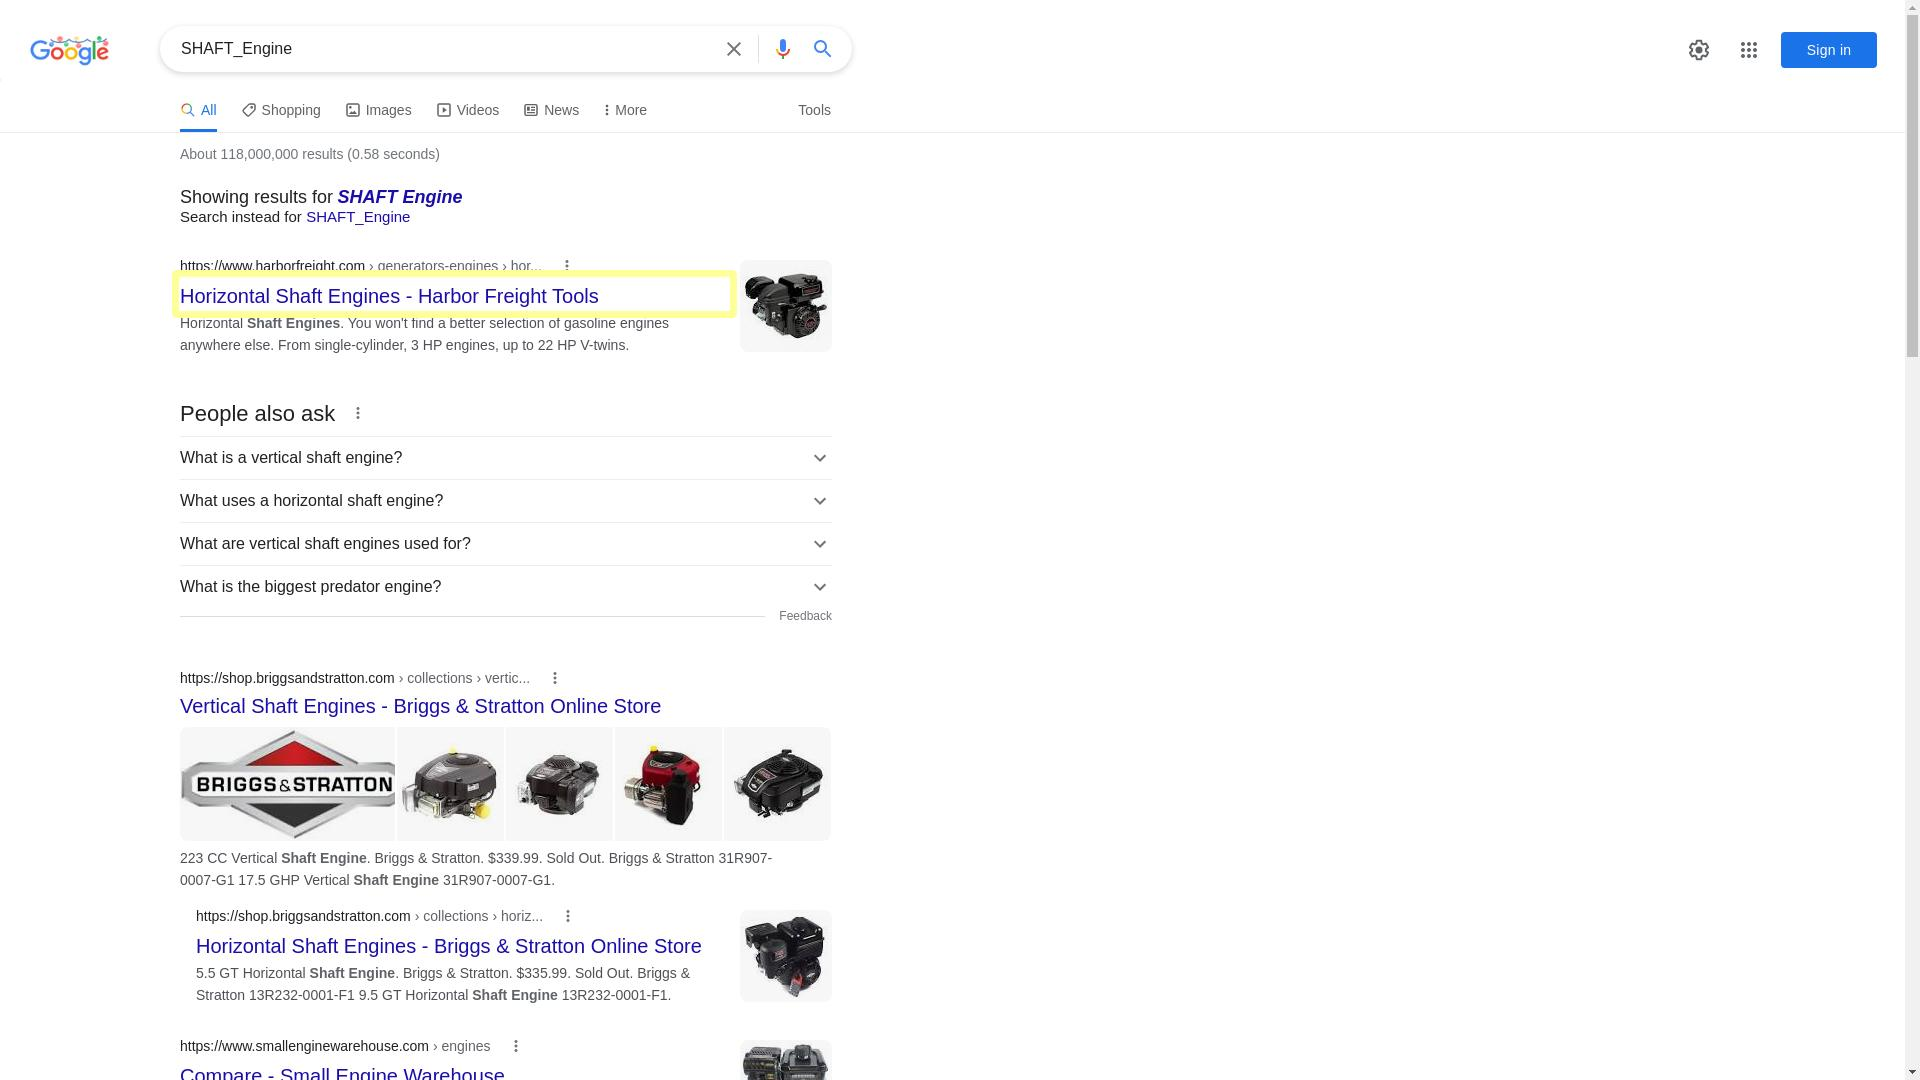 Google
SHAFT_Engine
Sign in
All
Shopping
Images
Videos
News
More
Tools
About 118,000,000 results (0.58 seconds)
Showing results for SHAFT Engine
Search instead for SHAFT_Engine
https://www.harborfreight.com › generators-engines › hor...
Horizontal Shaft Engines - Harbor Freight Tools
Horizontal Shaft Engines. You won't find a better selection of gasoline engines
anywhere else. From single-cylinder, 3 HP engines, up to 22 HP V-twins.
People also ask
What is a vertical shaft engine?
What uses a horizontal shaft engine?
What are vertical shaft engines used for?
What is the biggest predator engine?
Feedback
https://shop.briggsandstratton.com › collections › vertic...
Vertical Shaft Engines - Briggs & Stratton Online Store
BRIGGS&STRATTON
223 CC Vertical Shaft Engine. Briggs & Stratton. $339.99. Sold Out. Briggs & Stratton 31R907-
0007-G1 17.5 GHP Vertical Shaft Engine 31R907-0007-G1.
https://shop.briggsandstratton.com › collections › horiz...
Horizontal Shaft Engines - Briggs & Stratton Online Store
5.5 GT Horizontal Shaft Engine. Briggs & Stratton. $335.99. Sold Out. Briggs &
Stratton 13R232-0001-F1 9.5 GT Horizontal Shaft Engine 13R232-0001-F1.
https://www.smallenginewarehouse.com › engines
Compare - Small Engine Warehouse